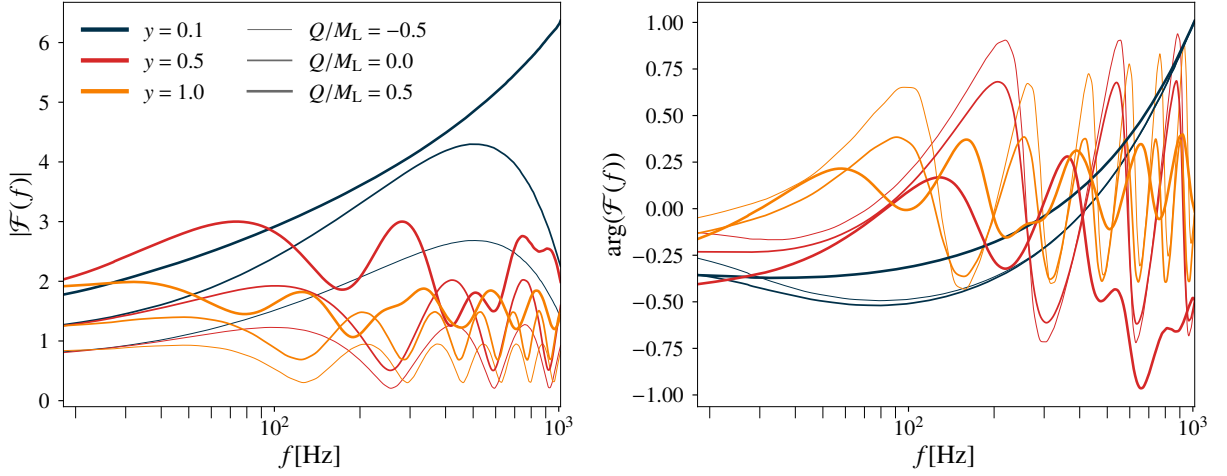 6
5
4
3
2
1
0
|ℱ(f)|
y = 0.1
y = 0.5
y = 1.0
Q/M_L = −0.5
Q/M_L = 0.0
Q/M_L = 0.5
10²
10³
f[Hz]
1.00
0.75
0.50
0.25
0.00
−0.25
−0.50
−0.75
−1.00
arg(ℱ(f))
10²
10³
f[Hz]